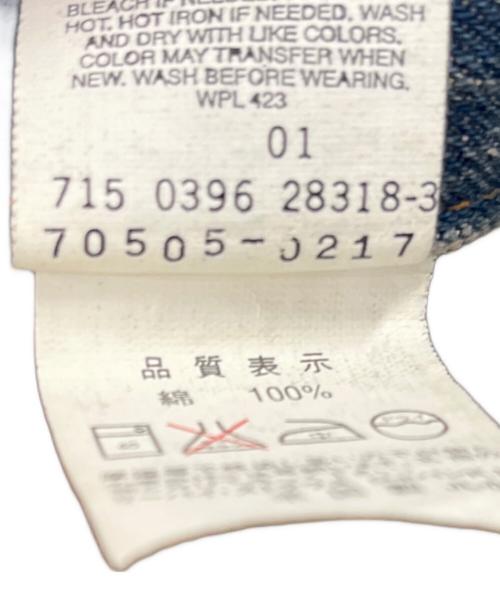 BLEACH IF NEEDED
HOT. HOT IRON IF NEEDED, WASH
AND DRY WITH LIKE COLORS,
COLOR MAY TRANSFER WHEN
NEW. WASH BEFORE WEARING.
WPL 423
01
715 0396 28318-3
70505-0217
品質表示
綿 100%